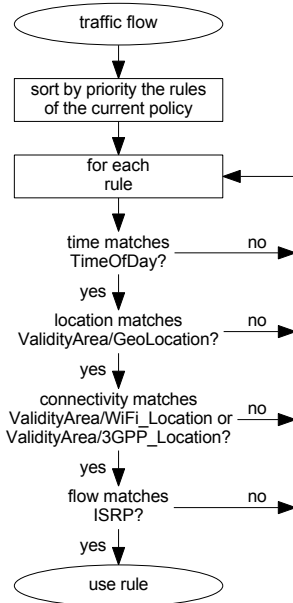 traffic flow
sort by priority the rules
of the current policy
for each
rule
time matches
TimeOfDay?
no
yes
location matches
ValidityArea/GeoLocation?
no
yes
connectivity matches
ValidityArea/WiFi_Location or
ValidityArea/3GPP_Location?
no
yes
flow matches
ISRP?
no
yes
use rule